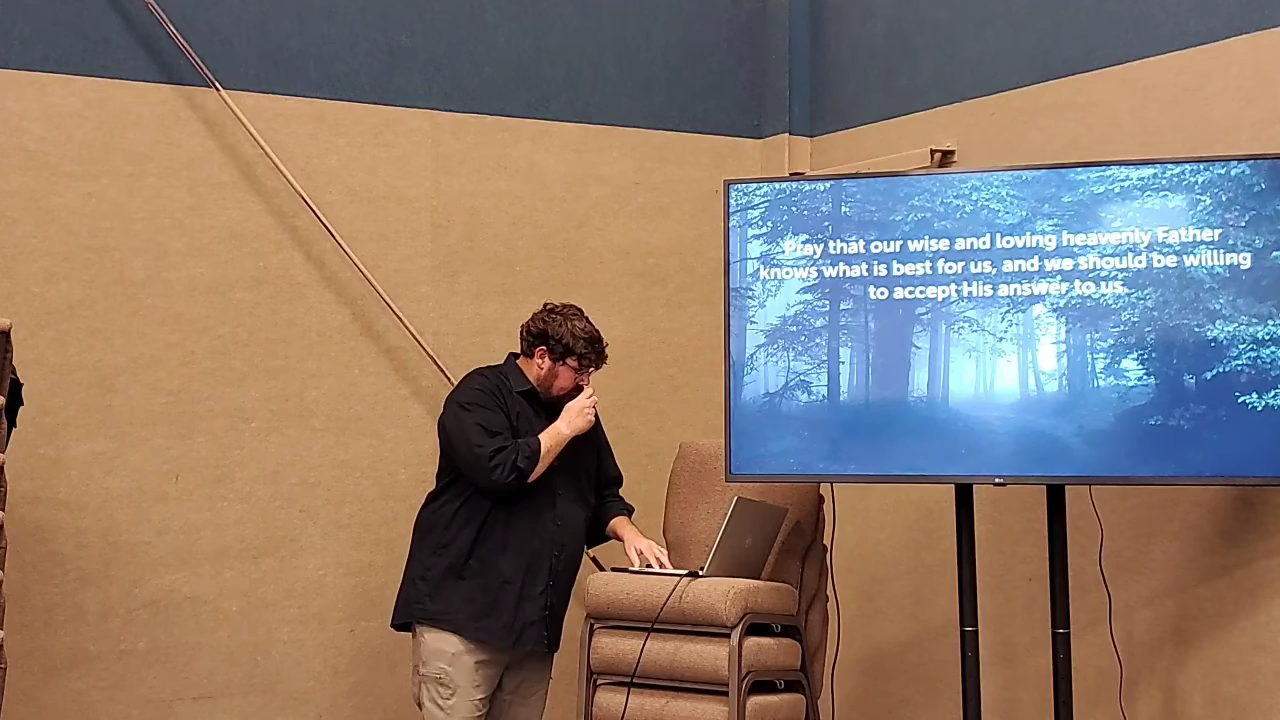 Pray that our wise and loving heavenly Father
knows what is best for us, and we should be willing
to accept His answer to us.
LG